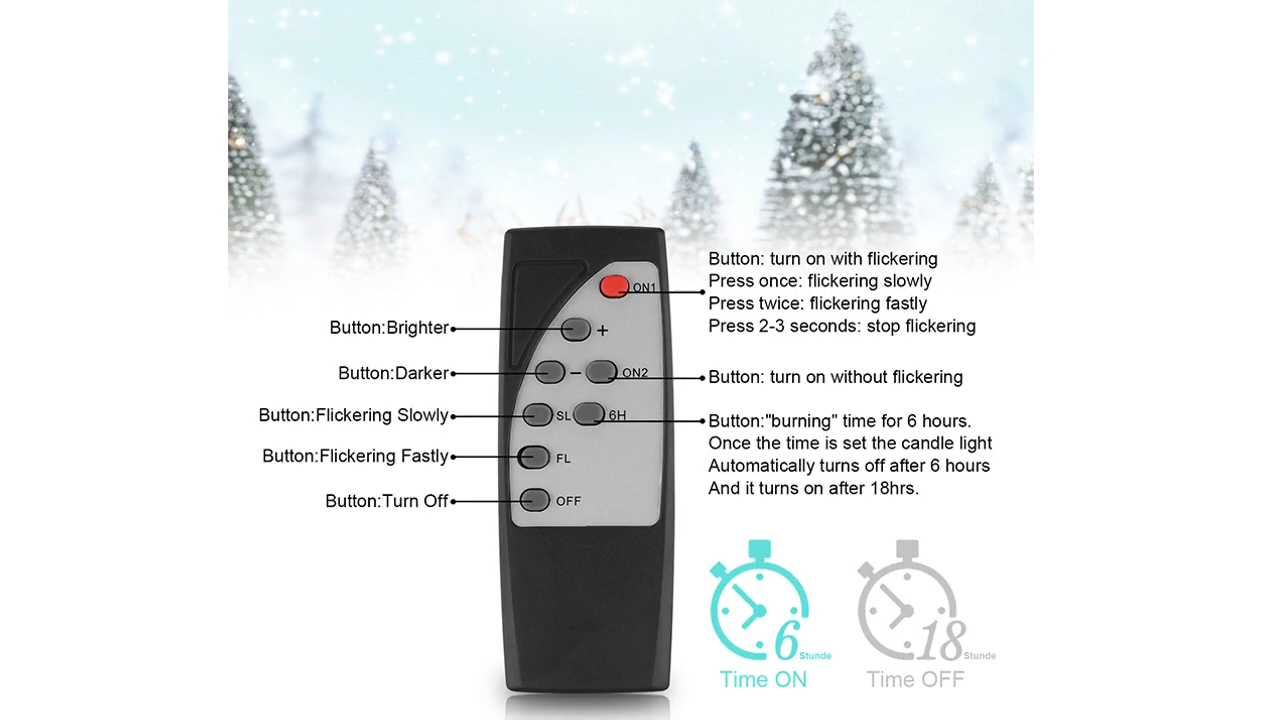 Button: turn on with flickering
Press once: flickering slowly
Press twice: flickering fastly
Press 2-3 seconds: stop flickering
ON1
Button:Brighter
+
Button:Darker
−
ON2
Button: turn on without flickering
Button:Flickering Slowly
SL
6H
Button:"burning" time for 6 hours.
Once the time is set the candle light
Automatically turns off after 6 hours
And it turns on after 18hrs.
Button:Flickering Fastly
FL
Button:Turn Off
OFF
6 Stunde
Time ON
18 Stunde
Time OFF